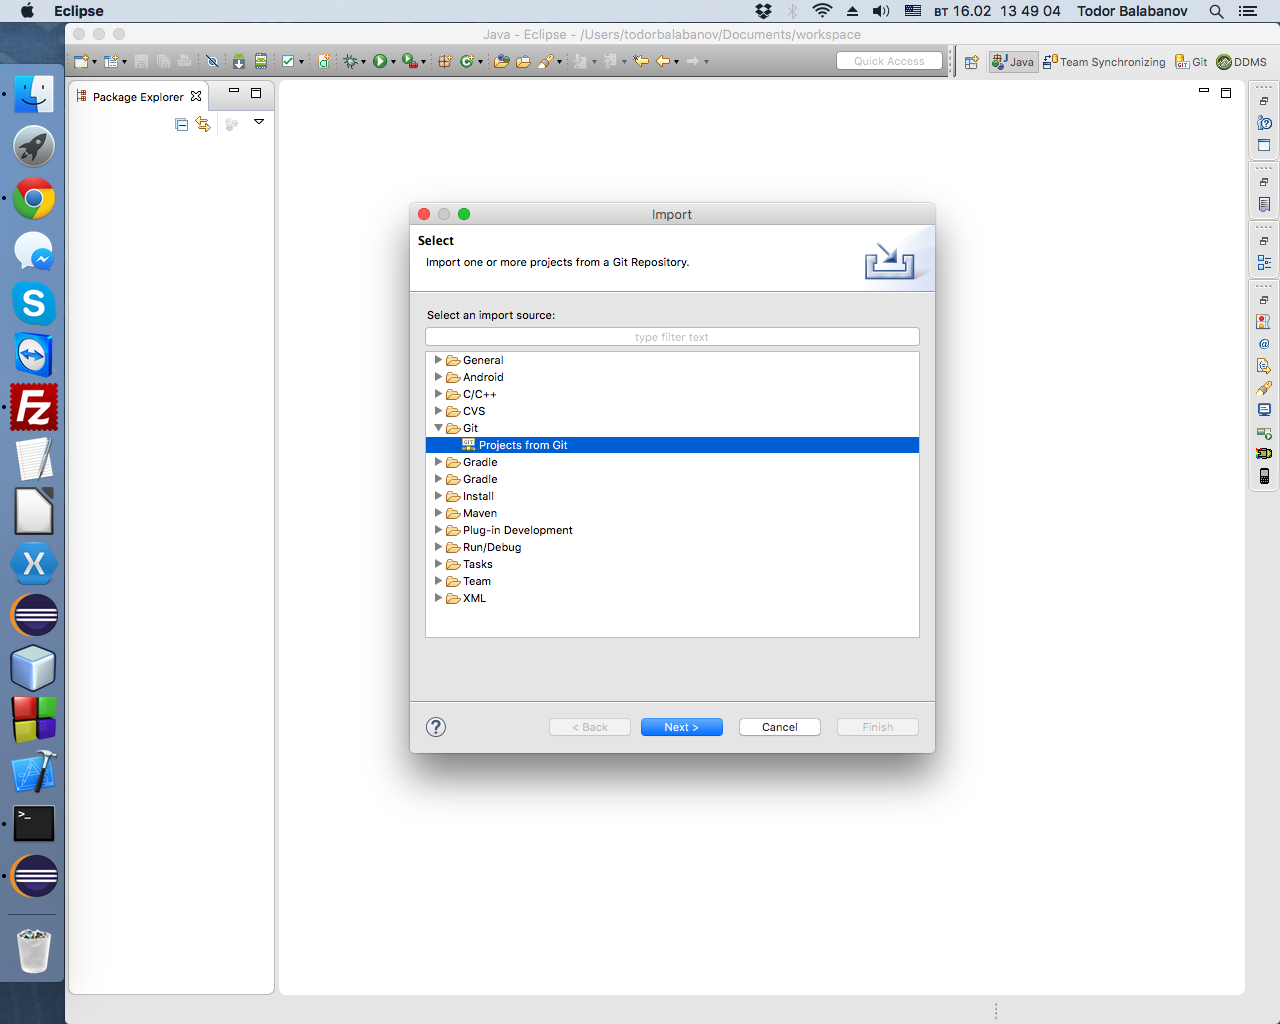 Eclipse
вт 16.02 13 49 04 Todor Balabanov
Java - Eclipse - /Users/todorbalabanov/Documents/workspace
Quick Access
Java
Team Synchronizing
Git
DDMS
Package Explorer
Import
Select
Import one or more projects from a Git Repository.
Select an import source:
type filter text
General
Android
C/C++
CVS
Git
GIT Projects from Git
Gradle
Gradle
Install
Maven
Plug-in Development
Run/Debug
Tasks
Team
XML
? < Back Next > Cancel Finish
S
Fz
X
>_
@